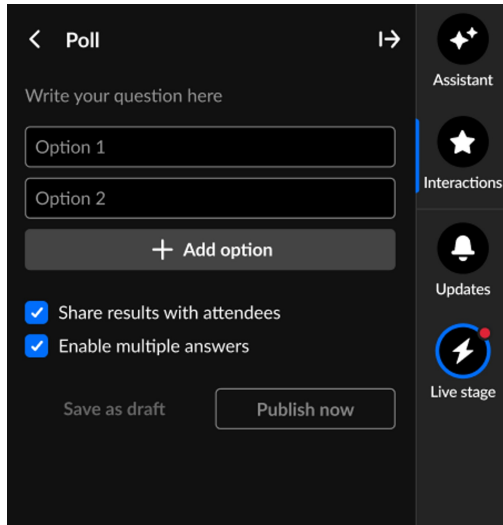 Poll
Write your question here
Option 1
Option 2
Add option
Share results with attendees
Enable multiple answers
Save as draft
Publish now
Assistant
Interactions
Updates
Live stage